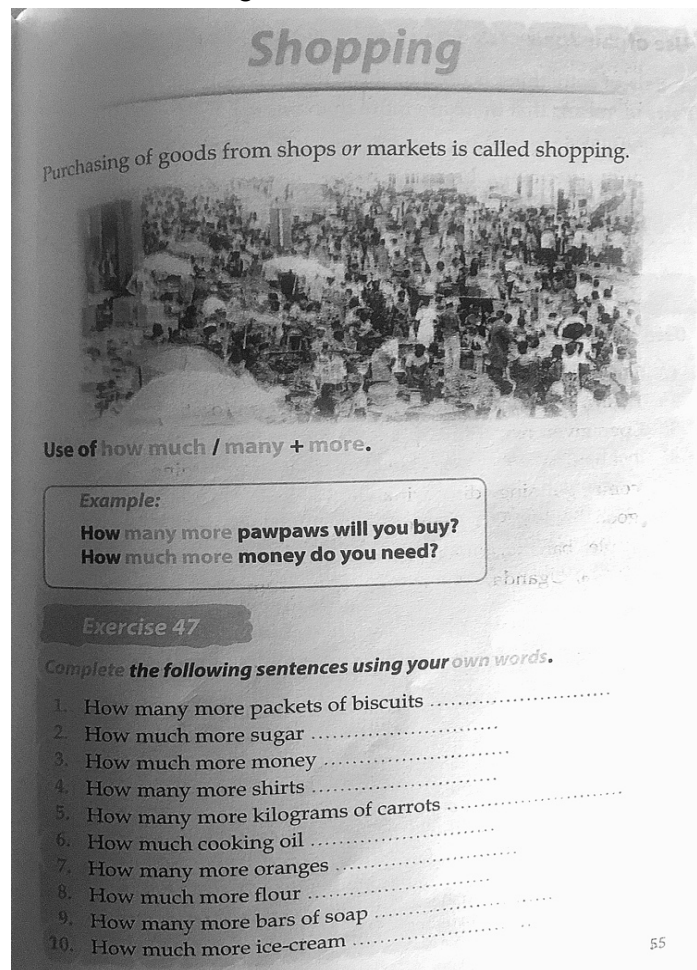 Shopping
Purchasing of goods from shops or markets is called shopping.
Use of how much / many + more.
Example:
How many more pawpaws will you buy?
How much more money do you need?
Exercise 47
Complete the following sentences using your own words.
1. How many more packets of biscuits ..............................
2. How much more sugar ..............................
3. How much more money ..............................
4. How many more shirts ..............................
5. How many more kilograms of carrots ..............................
6. How much cooking oil ..............................
7. How many more oranges ..............................
8. How much more flour ..............................
9. How many more bars of soap ..............................
10. How much more ice-cream ..............................
55